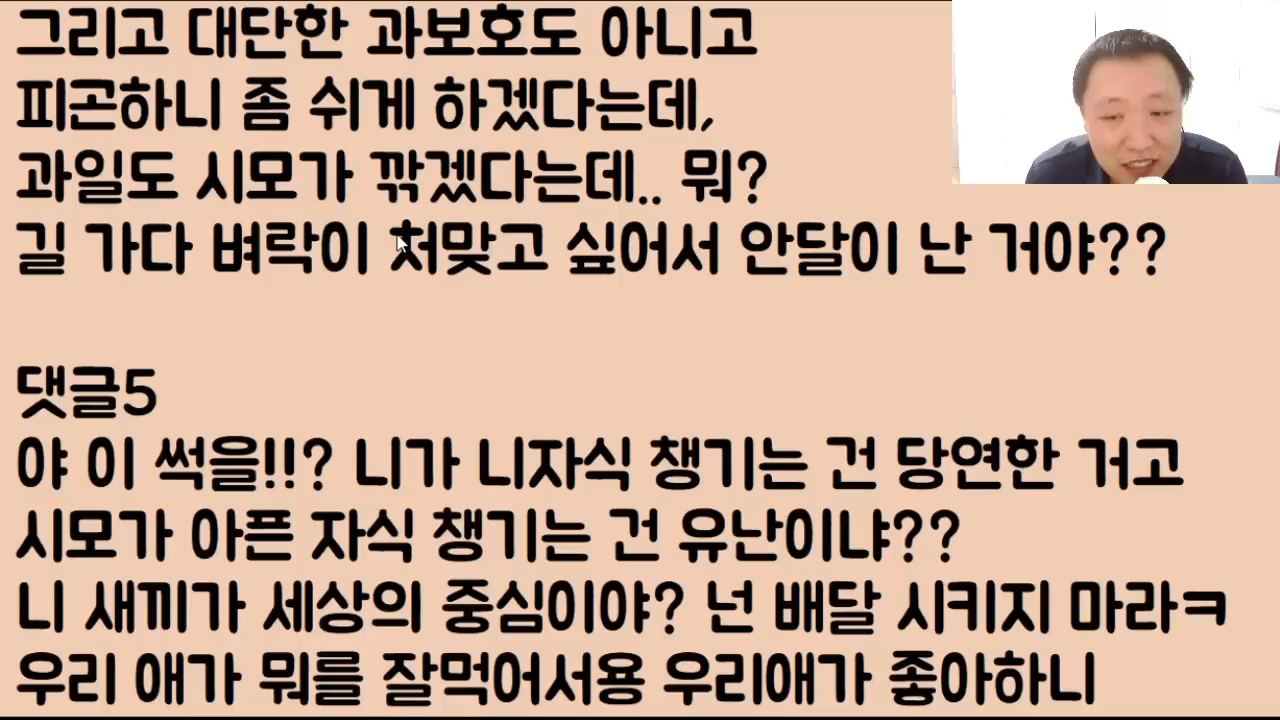 그리고 대단한 과보호도 아니고
피곤하니 좀 쉬게 하겠다는데,
과일도 시모가 깎겠다는데.. 뭐?
길 가다 벼락이 처맞고 싶어서 안달이 난 거야??
댓글5
야 이 썩을!!? 니가 니자식 챙기는 건 당연한 거고
시모가 아픈 자식 챙기는 건 유난이냐??
니 새끼가 세상의 중심이야? 넌 배달 시키지 마라ㅋ
우리 애가 뭐를 잘먹어서용 우리애가 좋아하니